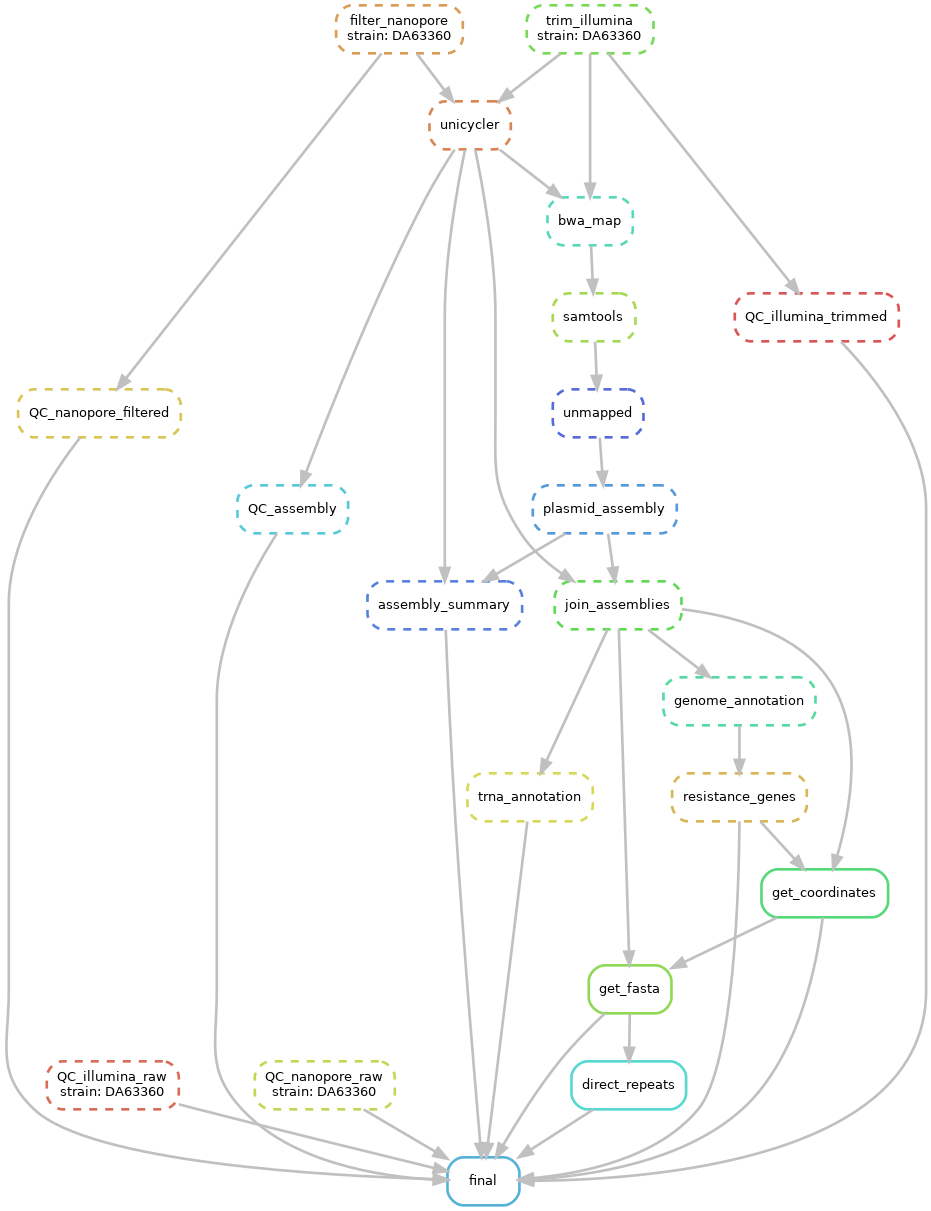 filter_nanopore
strain: DA63360
trim_illumina
strain: DA63360
unicycler
bwa_map
samtools
QC_illumina_trimmed
QC_nanopore_filtered
unmapped
QC_assembly
plasmid_assembly
assembly_summary
join_assemblies
genome_annotation
trna_annotation
resistance_genes
get_coordinates
get_fasta
QC_illumina_raw
strain: DA63360
QC_nanopore_raw
strain: DA63360
direct_repeats
final